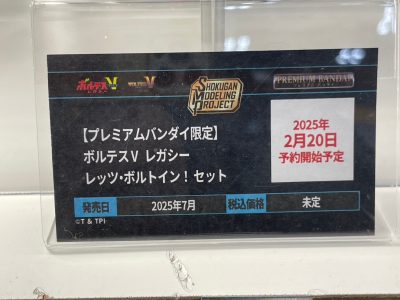 ボルテスV
VOLTES V
SHOKUGAN
MODELING
PROJECT
PREMIUM BANDAI
【プレミアムバンダイ限定】
ボルテスV レガシー
レッツ・ボルトイン！セット
2025年
2月20日
予約開始予定
発売日 2025年7月 税込価格 未定
©T & TPI